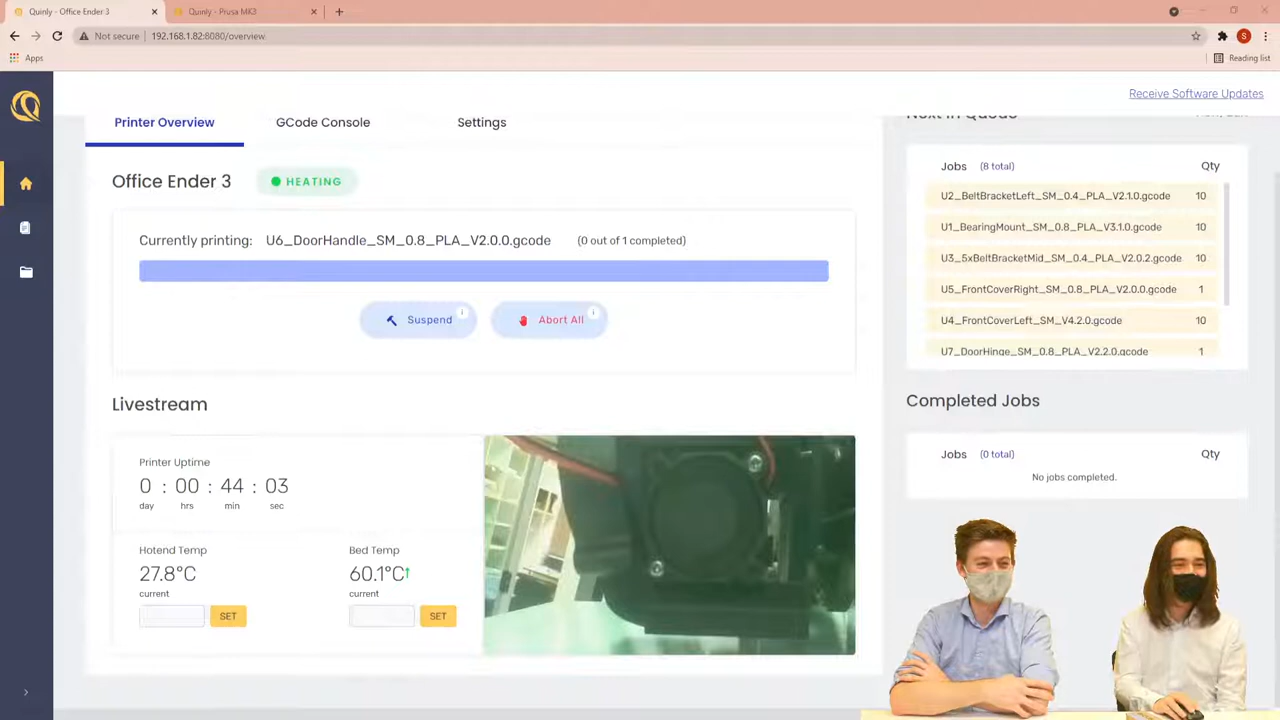 Quinly - Office Ender 3
Quinly - Prusa MK3
Not secure
192.168.1.82:8080/overview
S
Apps
Reading list
Receive Software Updates
Printer Overview
GCode Console
Settings
Next in Queue
Office Ender 3
HEATING
Jobs (8 total) Qty
U2_BeltBracketLeft_SM_0.4_PLA_V2.1.0.gcode 10
U1_BearingMount_SM_0.8_PLA_V3.1.0.gcode 10
U3_5xBeltBracketMid_SM_0.4_PLA_V2.0.2.gcode 10
U5_FrontCoverRight_SM_0.8_PLA_V2.0.0.gcode 1
U4_FrontCoverLeft_SM_V4.2.0.gcode 10
U7_DoorHinge_SM_0.8_PLA_V2.2.0.gcode 1
Currently printing: U6_DoorHandle_SM_0.8_PLA_V2.0.0.gcode (0 out of 1 completed)
Suspend i
Abort All i
Livestream
Completed Jobs
Jobs (0 total) Qty
No jobs completed.
Printer Uptime
0 : 00 : 44 : 03
day hrs min sec
Hotend Temp
27.8°C
current
SET
Bed Temp
60.1°C↑
current
SET